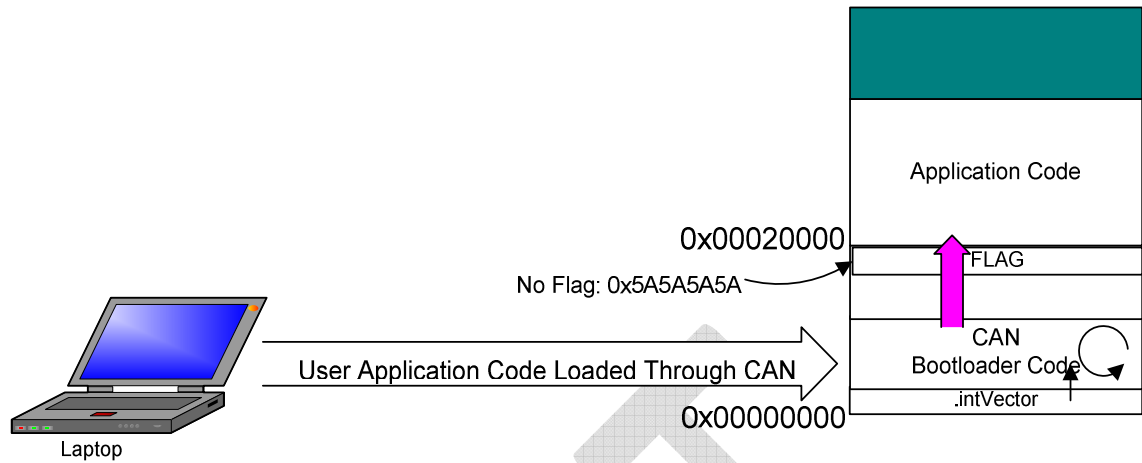 Application Code
0x00020000
FLAG
No Flag: 0x5A5A5A5A
CAN
Bootloader Code
User Application Code Loaded Through CAN
.intVector
0x00000000
Laptop